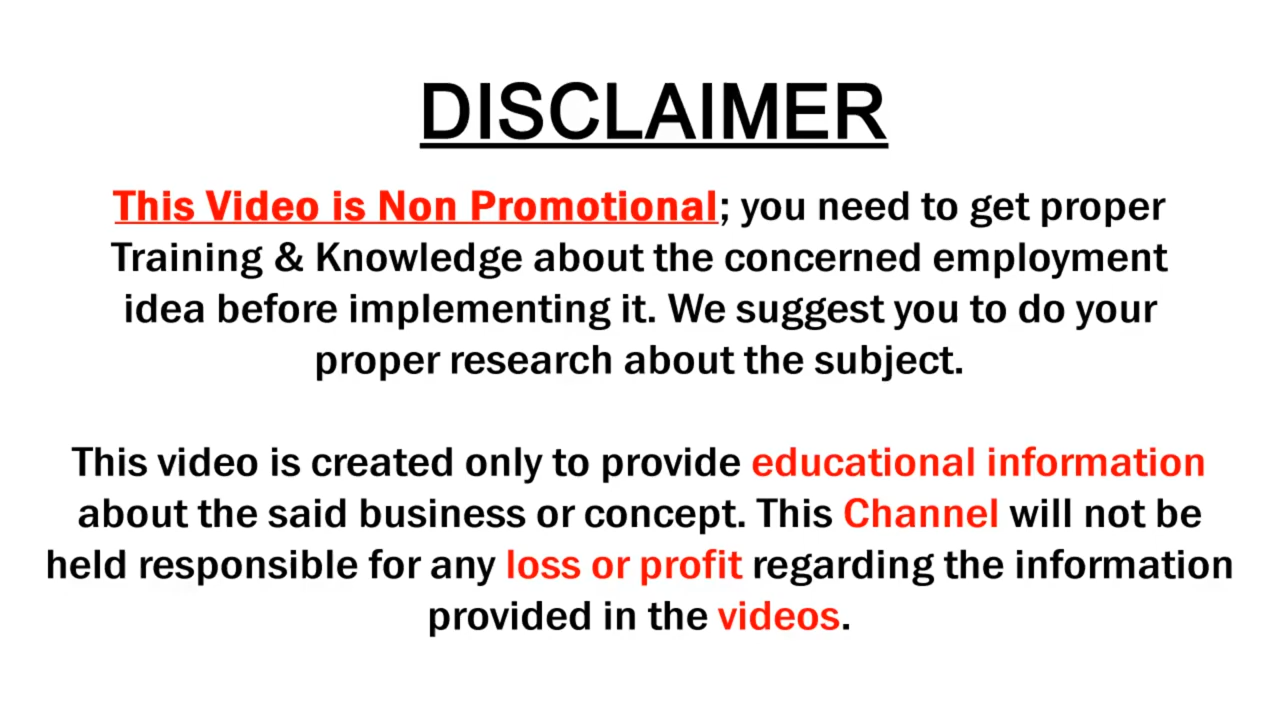 DISCLAIMER
This Video is Non Promotional; you need to get proper
Training & Knowledge about the concerned employment
idea before implementing it. We suggest you to do your
proper research about the subject.
This video is created only to provide educational information
about the said business or concept. This Channel will not be
held responsible for any loss or profit regarding the information
provided in the videos.